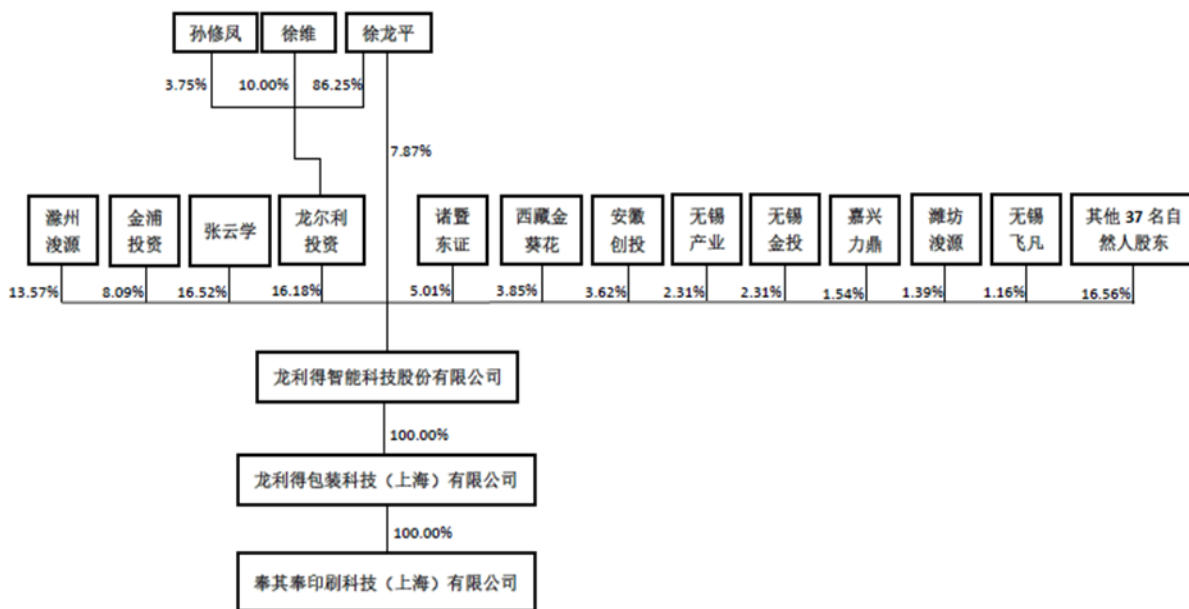 孙修凤
徐维
徐龙平
3.75%
10.00%
86.25%
7.87%
滁州
浚源
金浦
投资
张云学
龙尔利
投资
诸暨
东证
西藏金
葵花
安徽
创投
无锡
产业
无锡
金投
嘉兴
力鼎
潍坊
浚源
无锡
飞凡
其他 37 名自
然人股东
13.57%
8.09%
16.52%
16.18%
5.01%
3.85%
3.62%
2.31%
2.31%
1.54%
1.39%
1.16%
16.56%
龙利得智能科技股份有限公司
100.00%
龙利得包装科技（上海）有限公司
100.00%
奉其奉印刷科技（上海）有限公司